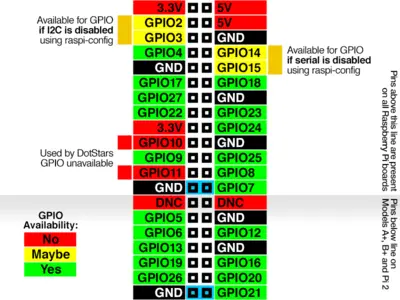 3.3V 5V
Available for GPIO
if I2C is disabled
using raspi-config
GPIO2 5V
GPIO3 GND
GPIO4 GPIO14
GND GPIO15
Available for GPIO
if serial is disabled
using raspi-config
GPIO17 GPIO18
GPIO27 GND
GPIO22 GPIO23
3.3V GPIO24
Used by DotStars
GPIO unavailable
GPIO10 GND
GPIO9 GPIO25
GPIO11 GPIO8
GND GPIO7
Pins above this line are present
on all Raspberry Pi boards
DNC DNC
GPIO5 GND
GPIO6 GPIO12
GPIO13 GND
GPIO19 GPIO16
GPIO26 GPIO20
GND GPIO21
Pins below line on
Models A+, B+ and Pi 2
GPIO
Availability:
No
Maybe
Yes